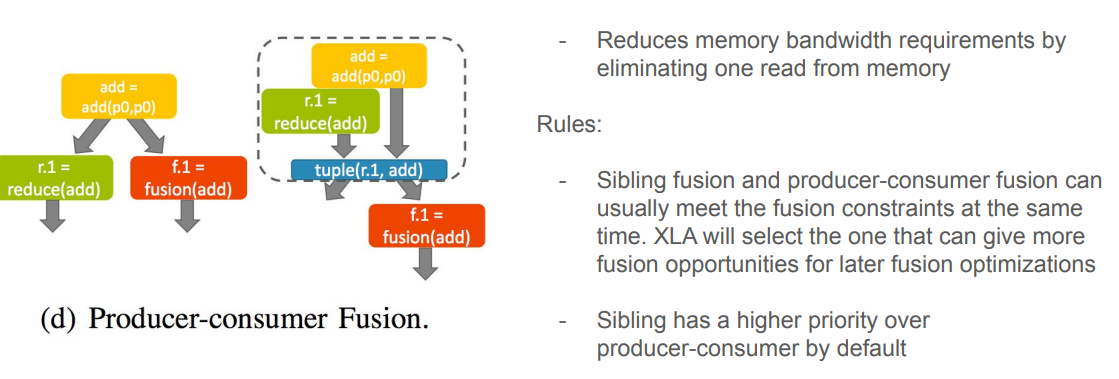 add =
add(p0,p0)
r.1 =
reduce(add)
f.1 =
fusion(add)
add =
add(p0,p0)
r.1 =
reduce(add)
tuple(r.1, add)
f.1 =
fusion(add)
(d) Producer-consumer Fusion.
- Reduces memory bandwidth requirements by
eliminating one read from memory
Rules:
- Sibling fusion and producer-consumer fusion can
usually meet the fusion constraints at the same
time. XLA will select the one that can give more
fusion opportunities for later fusion optimizations
- Sibling has a higher priority over
producer-consumer by default